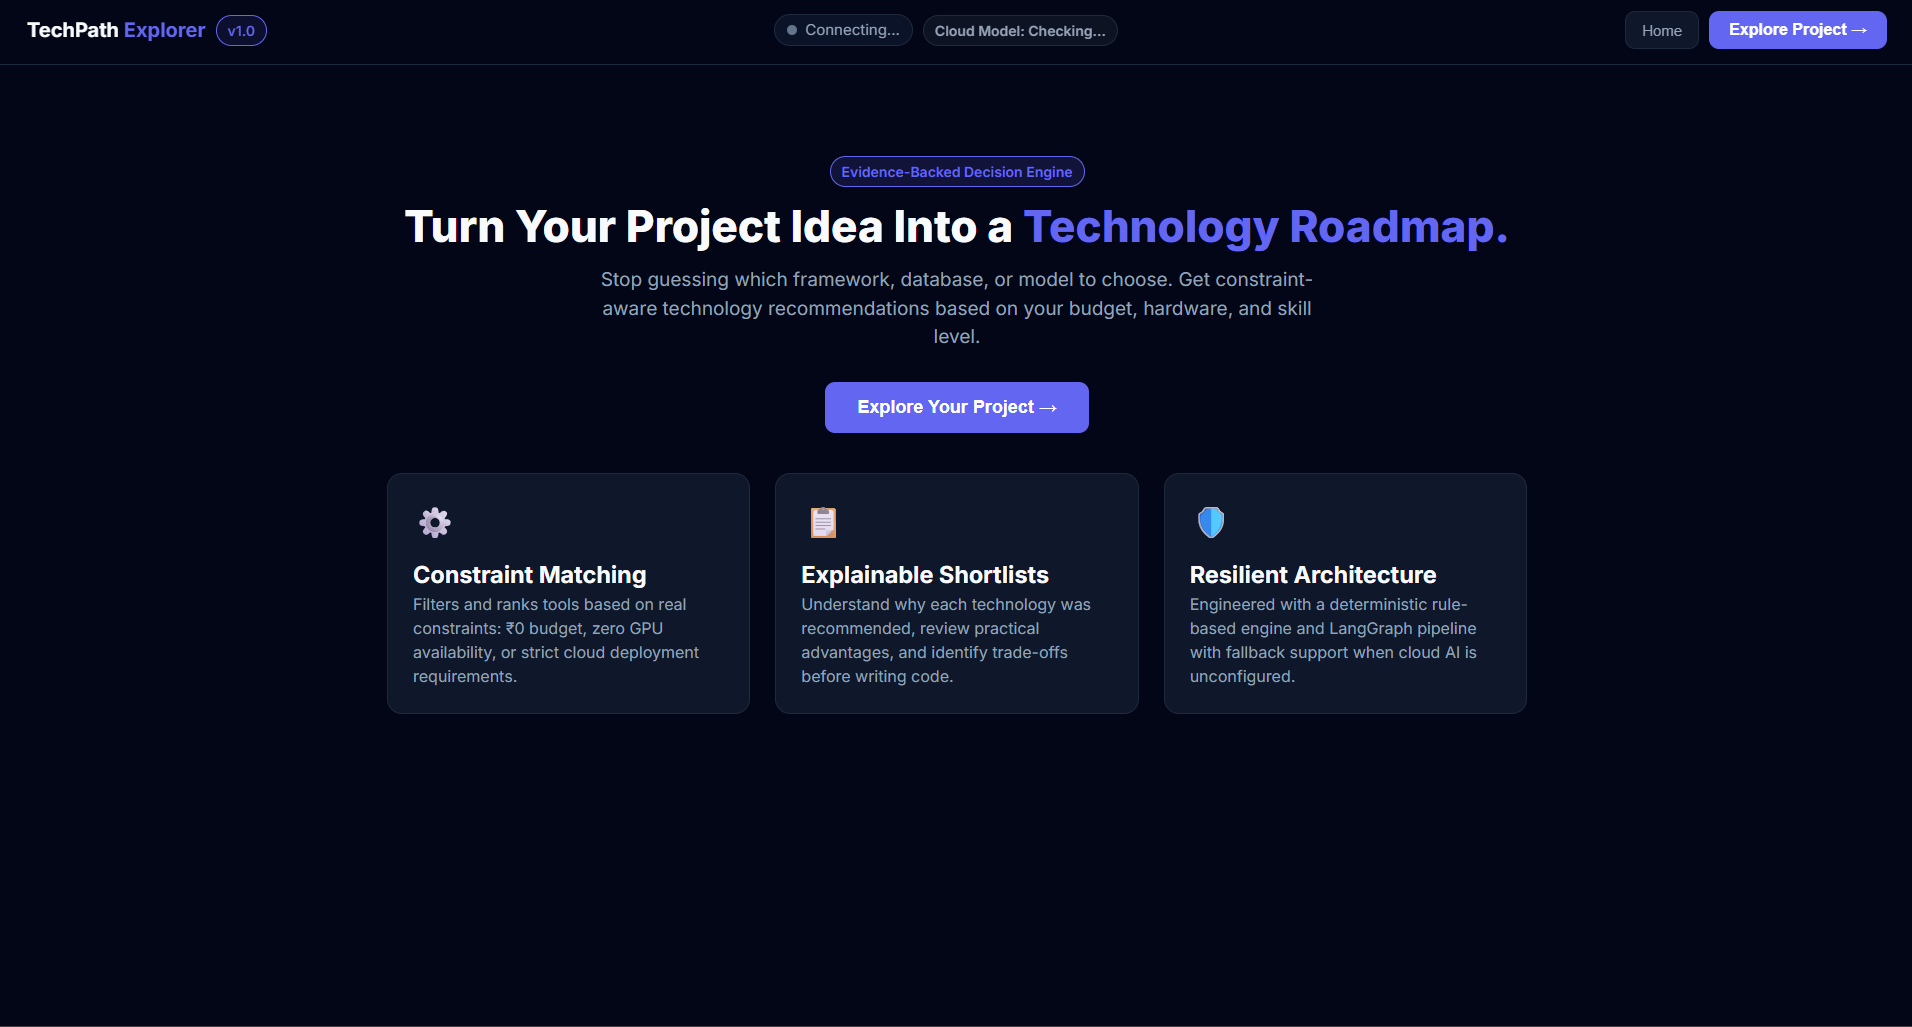 TechPath Explorer v1.0
Connecting...
Cloud Model: Checking...
Home
Explore Project →
Evidence-Backed Decision Engine
Turn Your Project Idea Into a Technology Roadmap.
Stop guessing which framework, database, or model to choose. Get constraint-
aware technology recommendations based on your budget, hardware, and skill
level.
Explore Your Project →
Constraint Matching
Filters and ranks tools based on real
constraints: ₹0 budget, zero GPU
availability, or strict cloud deployment
requirements.
Explainable Shortlists
Understand why each technology was
recommended, review practical
advantages, and identify trade-offs
before writing code.
Resilient Architecture
Engineered with a deterministic rule-
based engine and LangGraph pipeline
with fallback support when cloud AI is
unconfigured.